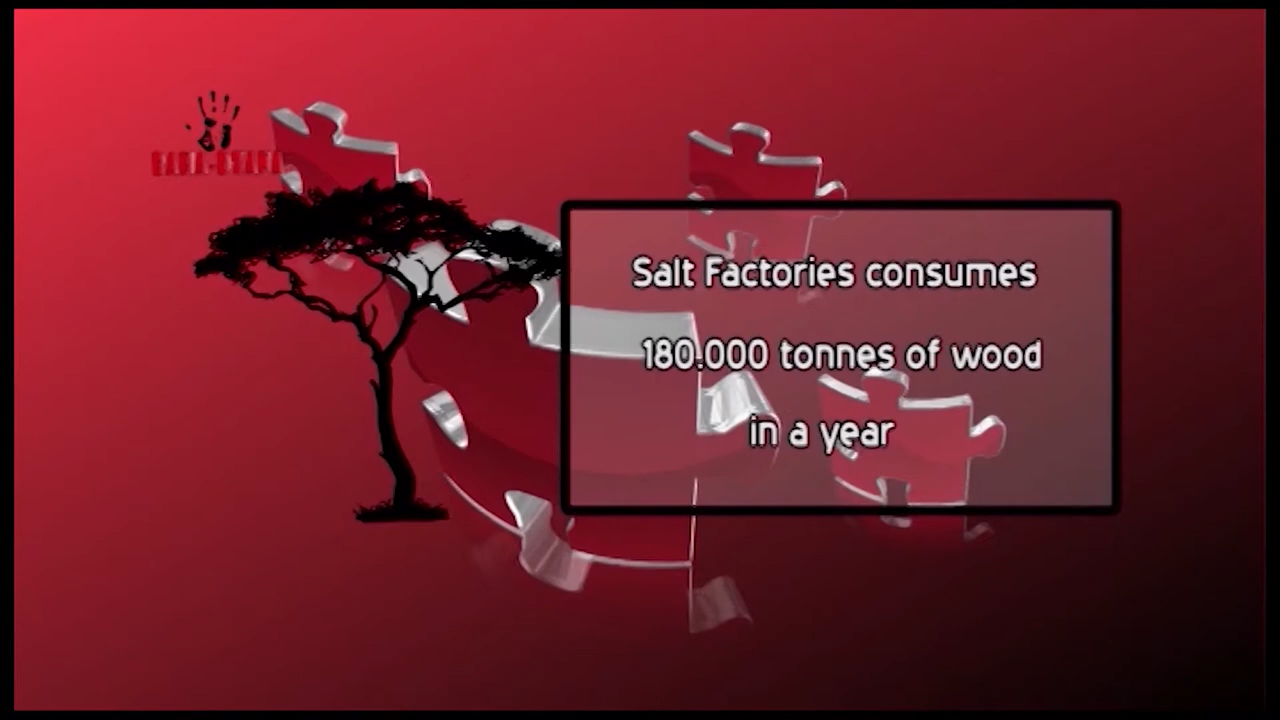 Salt Factories consumes
180.000 tonnes of wood
in a year